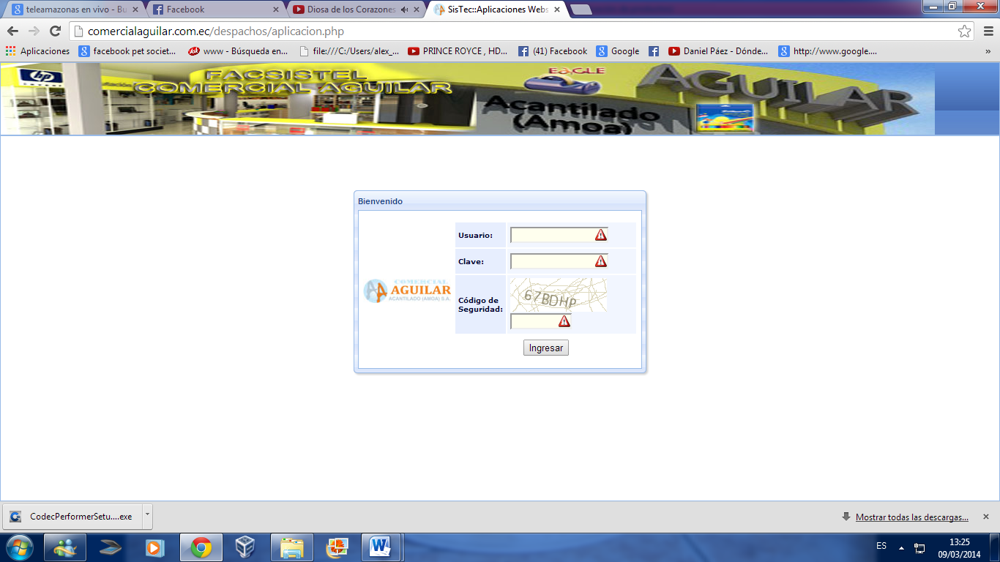 teleamazonas en vivo - Bu
Facebook
Diosa de los Corazones
SisTec::Aplicaciones Webs
comercialaguilar.com.ec/despachos/aplicacion.php
Aplicaciones
facebook pet societ...
www - Búsqueda en...
file:///C:/Users/alex_...
PRINCE ROYCE , HD...
(41) Facebook
Google
Daniel Páez - Dónde...
http://www.google....
»
hp
FACSISTEL
COMERCIAL AGUILAR
EAGLE
Acantilado
(Amoa)
AGUILAR
Bienvenido
Usuario:
Clave:
COMERCIAL
AGUILAR
ACANTILADO (AMOA) S.A.
Código de
Seguridad:
67BDHP
Ingresar
CodecPerformerSetu....exe
Mostrar todas las descargas...
ES
13:25
09/03/2014